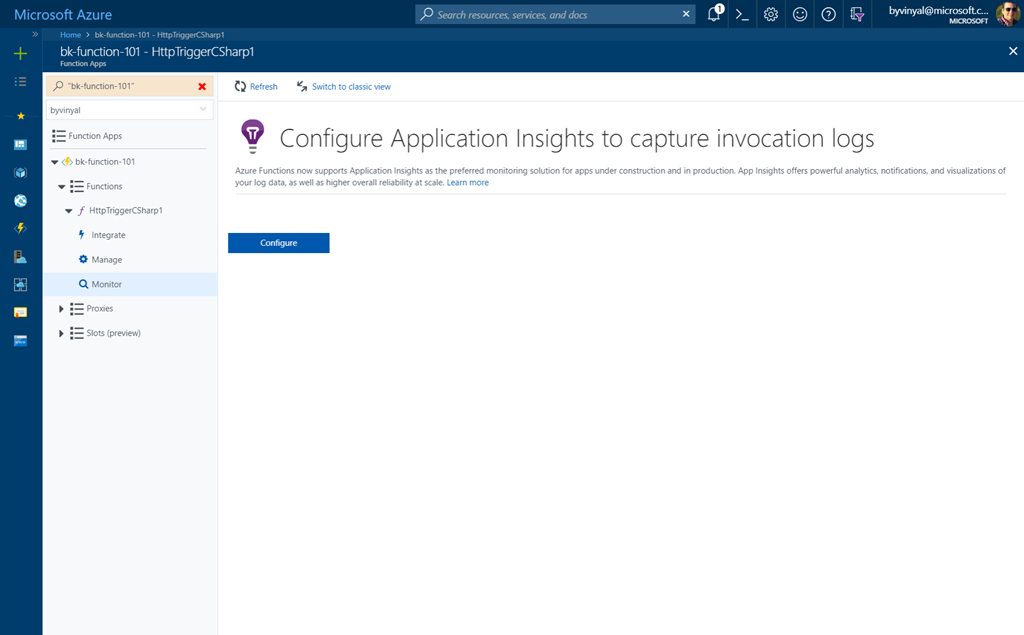 Microsoft Azure
Search resources, services, and docs
1
byvinyal@microsoft.c...
MICROSOFT
Home > bk-function-101 - HttpTriggerCSharp1
bk-function-101 - HttpTriggerCSharp1
Function Apps
"bk-function-101"
byvinyal
Function Apps
bk-function-101
Functions
HttpTriggerCSharp1
Integrate
Manage
Monitor
Proxies
Slots (preview)
Refresh
Switch to classic view
Configure Application Insights to capture invocation logs
Azure Functions now supports Application Insights as the preferred monitoring solution for apps under construction and in production. App Insights offers powerful analytics, notifications, and visualizations of
your log data, as well as higher overall reliability at scale. Learn more
Configure